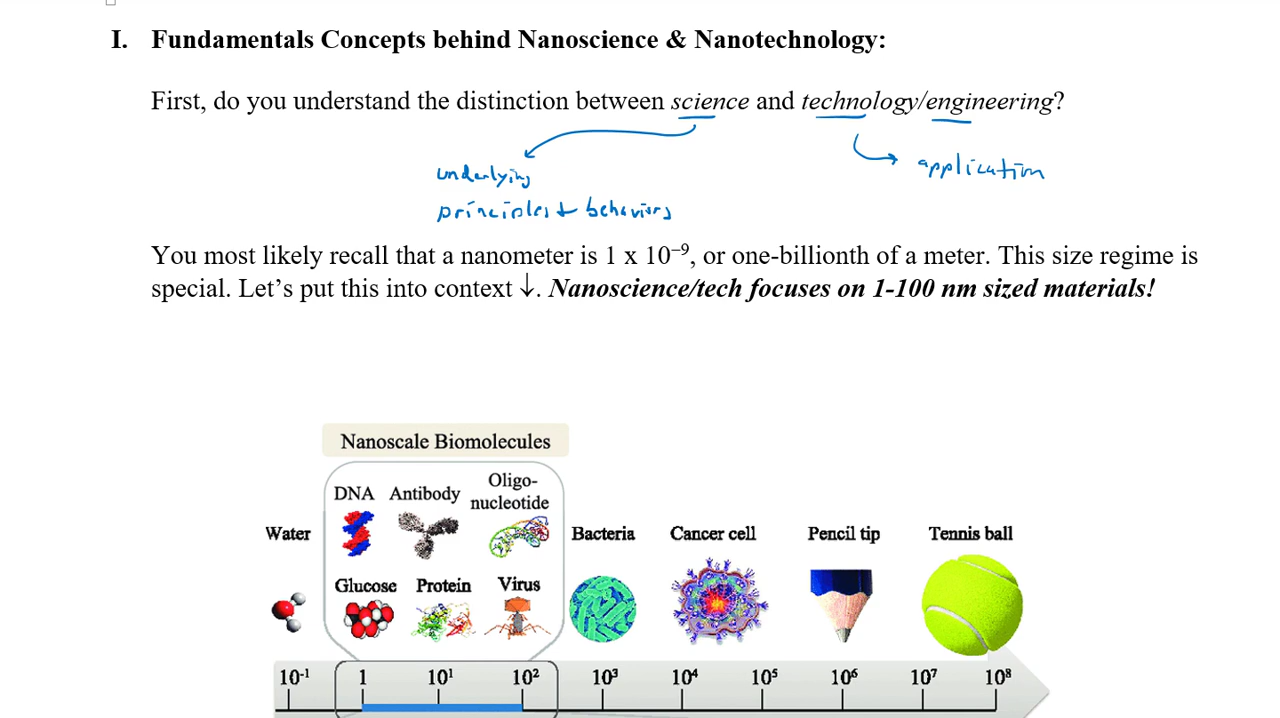 I. Fundamentals Concepts behind Nanoscience & Nanotechnology:
First, do you understand the distinction between science and technology/engineering?
underlying
principles + behaviors
application
You most likely recall that a nanometer is 1 x 10⁻⁹, or one-billionth of a meter. This size regime is
special. Let's put this into context ↓. Nanoscience/tech focuses on 1-100 nm sized materials!
Nanoscale Biomolecules
DNA Antibody Oligo-
nucleotide
Water Bacteria Cancer cell Pencil tip Tennis ball
Glucose Protein Virus
10⁻¹ 1 10¹ 10² 10³ 10⁴ 10⁵ 10⁶ 10⁷ 10⁸